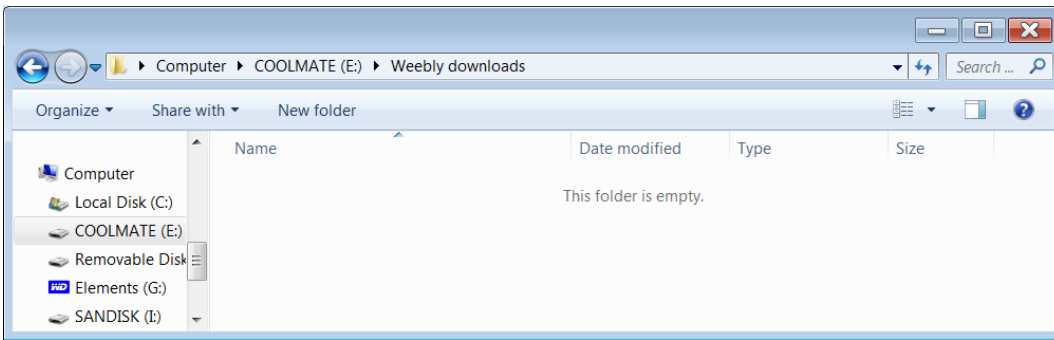 Computer COOLMATE (E:) Weebly downloads Search ...
Organize Share with New folder
Name Date modified Type Size
This folder is empty.
Computer
Local Disk (C:)
COOLMATE (E:)
Removable Disk
WD Elements (G:)
SANDISK (I:)